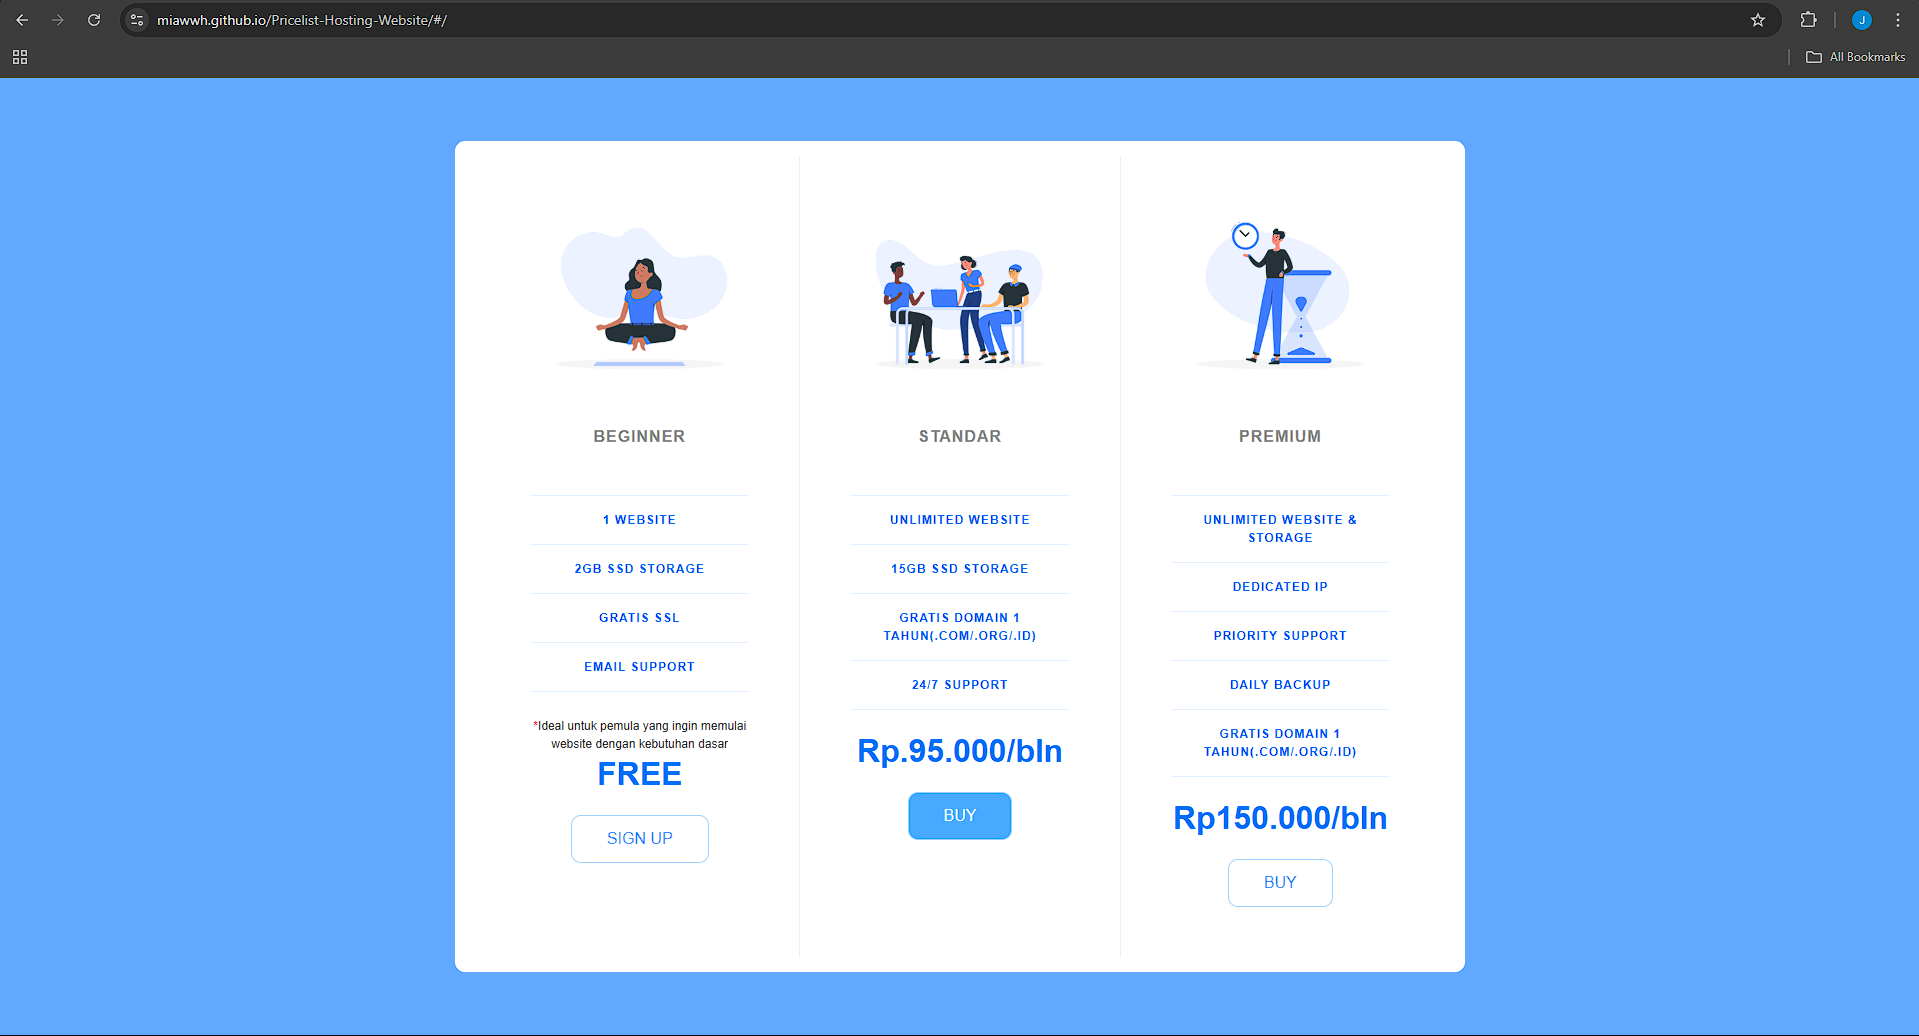 miawwh.github.io/Pricelist-Hosting-Website/#/
J
All Bookmarks
BEGINNER
1 WEBSITE
2GB SSD STORAGE
GRATIS SSL
EMAIL SUPPORT
*Ideal untuk pemula yang ingin memulai
website dengan kebutuhan dasar
FREE
SIGN UP
STANDAR
UNLIMITED WEBSITE
15GB SSD STORAGE
GRATIS DOMAIN 1
TAHUN(.COM/.ORG/.ID)
24/7 SUPPORT
Rp.95.000/bln
BUY
PREMIUM
UNLIMITED WEBSITE &
STORAGE
DEDICATED IP
PRIORITY SUPPORT
DAILY BACKUP
GRATIS DOMAIN 1
TAHUN(.COM/.ORG/.ID)
Rp150.000/bln
BUY